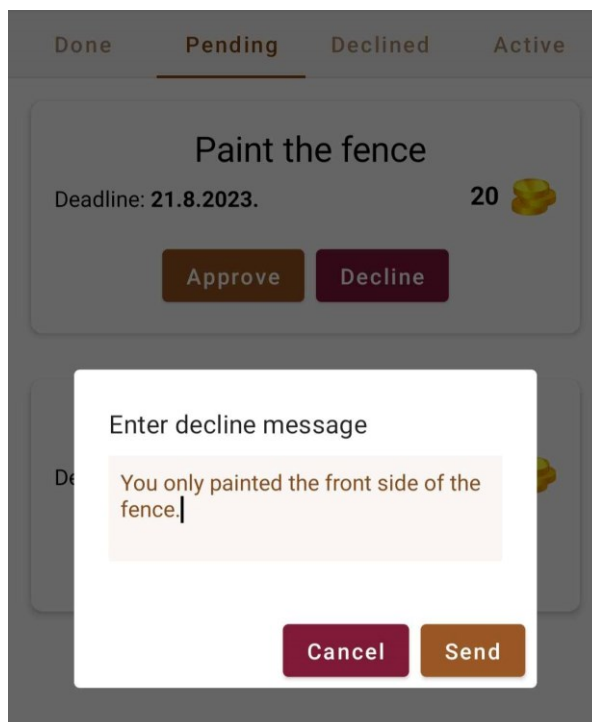 Done Pending Declined Active
Paint the fence
Deadline: 21.8.2023. 20
Approve Decline
Enter decline message
You only painted the front side of the
fence.
Cancel Send